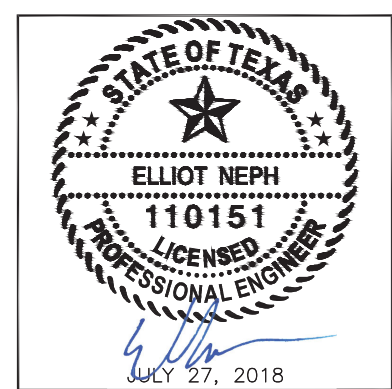 STATE OF TEXAS
ELLIOT NEPH
110151
LICENSED
PROFESSIONAL ENGINEER
JULY 27, 2018